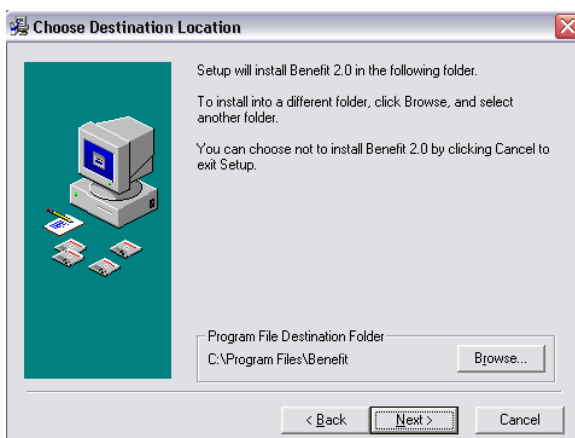 Choose Destination Location
Setup will install Benefit 2.0 in the following folder.
To install into a different folder, click Browse, and select
another folder.
You can choose not to install Benefit 2.0 by clicking Cancel to
exit Setup.
Program File Destination Folder
C:\Program Files\Benefit
Browse...
< Back
Next >
Cancel